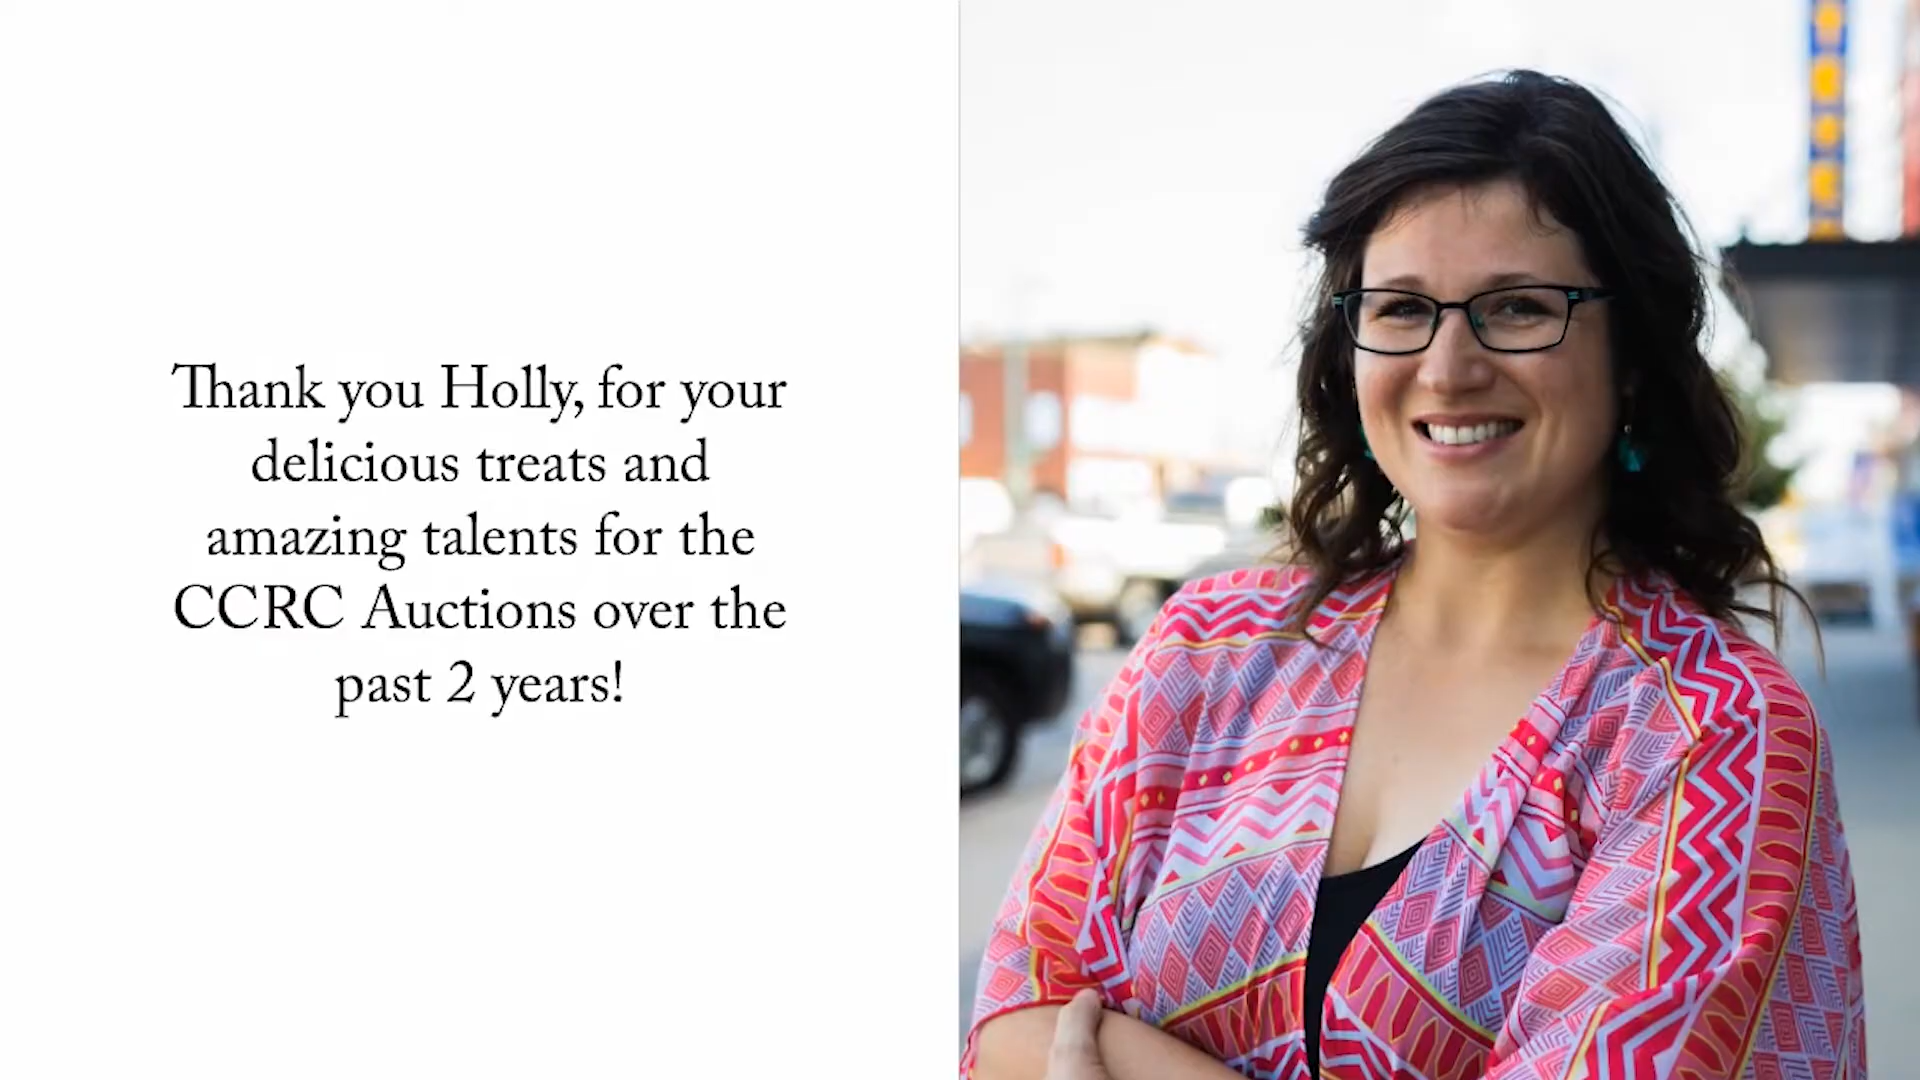 Thank you Holly, for your
delicious treats and
amazing talents for the
CCRC Auctions over the
past 2 years!